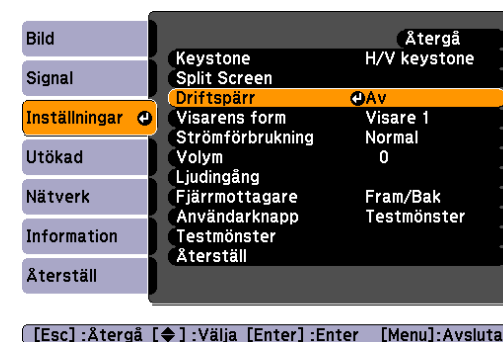 Bild
Signal
Inställningar
Utökad
Nätverk
Information
Återställ
Återgå
Keystone H/V keystone
Split Screen
Driftspärr Av
Visarens form Visare 1
Strömförbrukning Normal
Volym 0
Ljudingång
Fjärrmottagare Fram/Bak
Användarknapp Testmönster
Testmönster
Återställ
[Esc] :Återgå [◆] :Välja [Enter] :Enter [Menu]:Avsluta